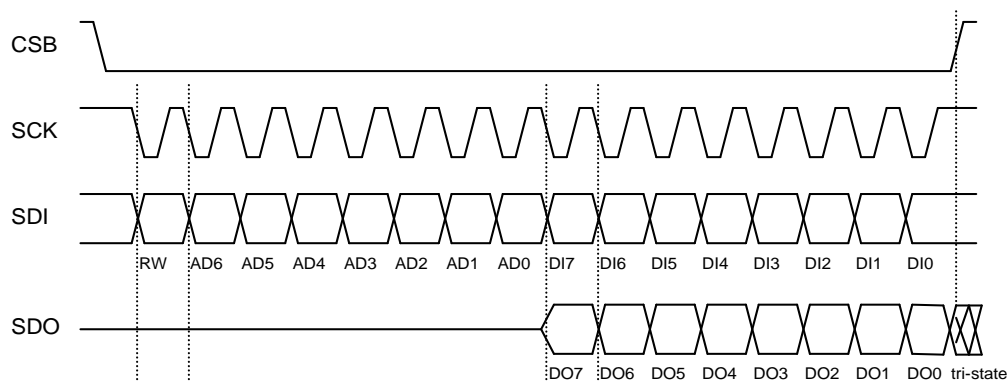 CSB
SCK
SDI
RW AD6 AD5 AD4 AD3 AD2 AD1 AD0 DI7 DI6 DI5 DI4 DI3 DI2 DI1 DI0
SDO
DO7 DO6 DO5 DO4 DO3 DO2 DO1 DO0 tri-state